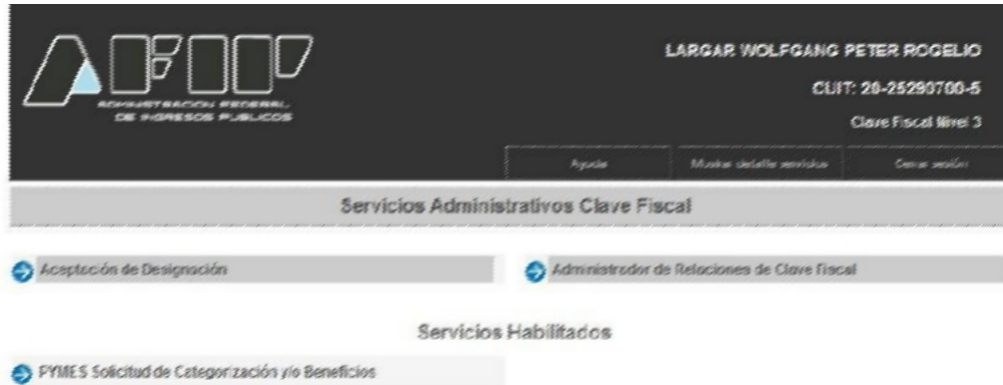 AFIP
ADMINISTRACION FEDERAL
DE INGRESOS PUBLICOS
LARGAR WOLFGANG PETER ROGELIO
CUIT: 20-25290700-5
Clave Fiscal Nivel 3
Ayuda
Mostrar detalle servicios
Cerrar sesión
Servicios Administrativos Clave Fiscal
Aceptación de Designación
Administrador de Relaciones de Clave Fiscal
Servicios Habilitados
PYMES Solicitud de Categorización y/o Beneficios